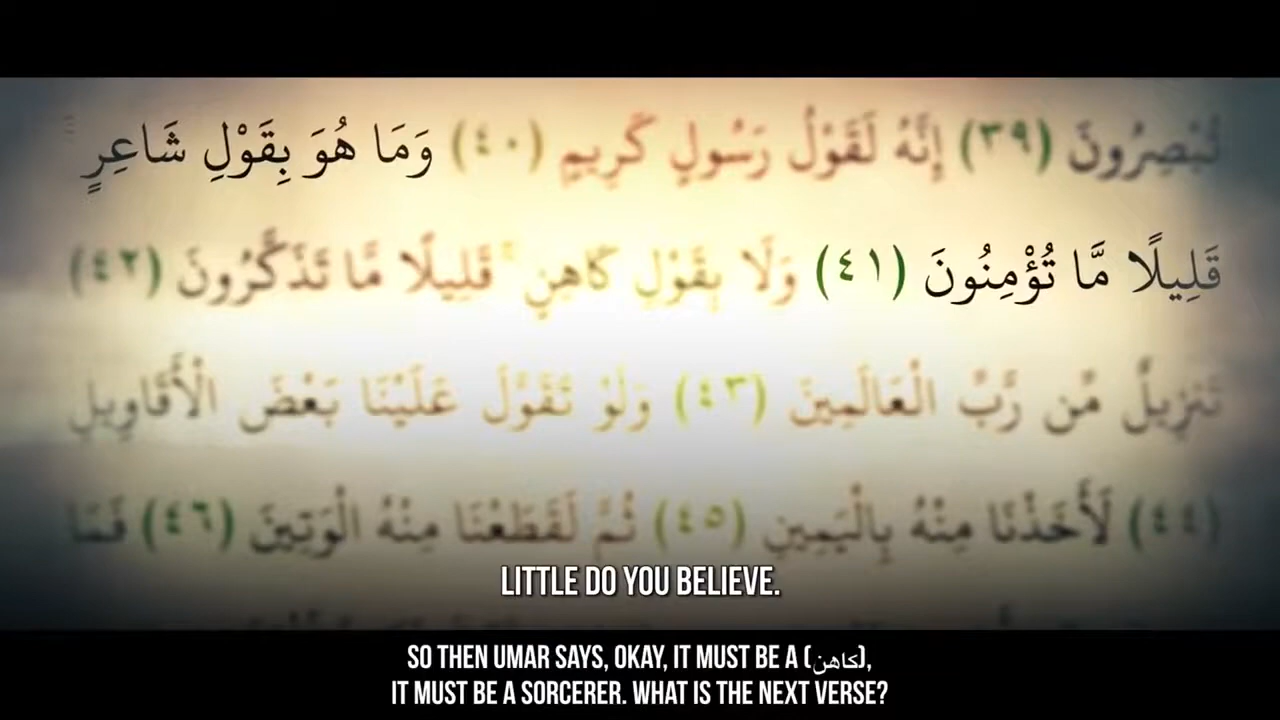 تُبْصِرُونَ (٣٩) إِنَّهُ لَقَوْلُ رَسُولٍ كَرِيمٍ (٤٠) وَمَا هُوَ بِقَوْلِ شَاعِرٍ ۚ
قَلِيلًا مَّا تُؤْمِنُونَ (٤١) وَلَا بِقَوْلِ كَاهِنٍ ۚ قَلِيلًا مَّا تَذَكَّرُونَ (٤٢)
تَنزِيلٌ مِّن رَّبِّ الْعَالَمِينَ (٤٣) وَلَوْ تَقَوَّلَ عَلَيْنَا بَعْضَ الْأَقَاوِيلِ
(٤٤) لَأَخَذْنَا مِنْهُ بِالْيَمِينِ (٤٥) ثُمَّ لَقَطَعْنَا مِنْهُ الْوَتِينَ (٤٦) فَمَا
LITTLE DO YOU BELIEVE.
SO THEN UMAR SAYS, OKAY, IT MUST BE A (كاهن),
IT MUST BE A SORCERER. WHAT IS THE NEXT VERSE?